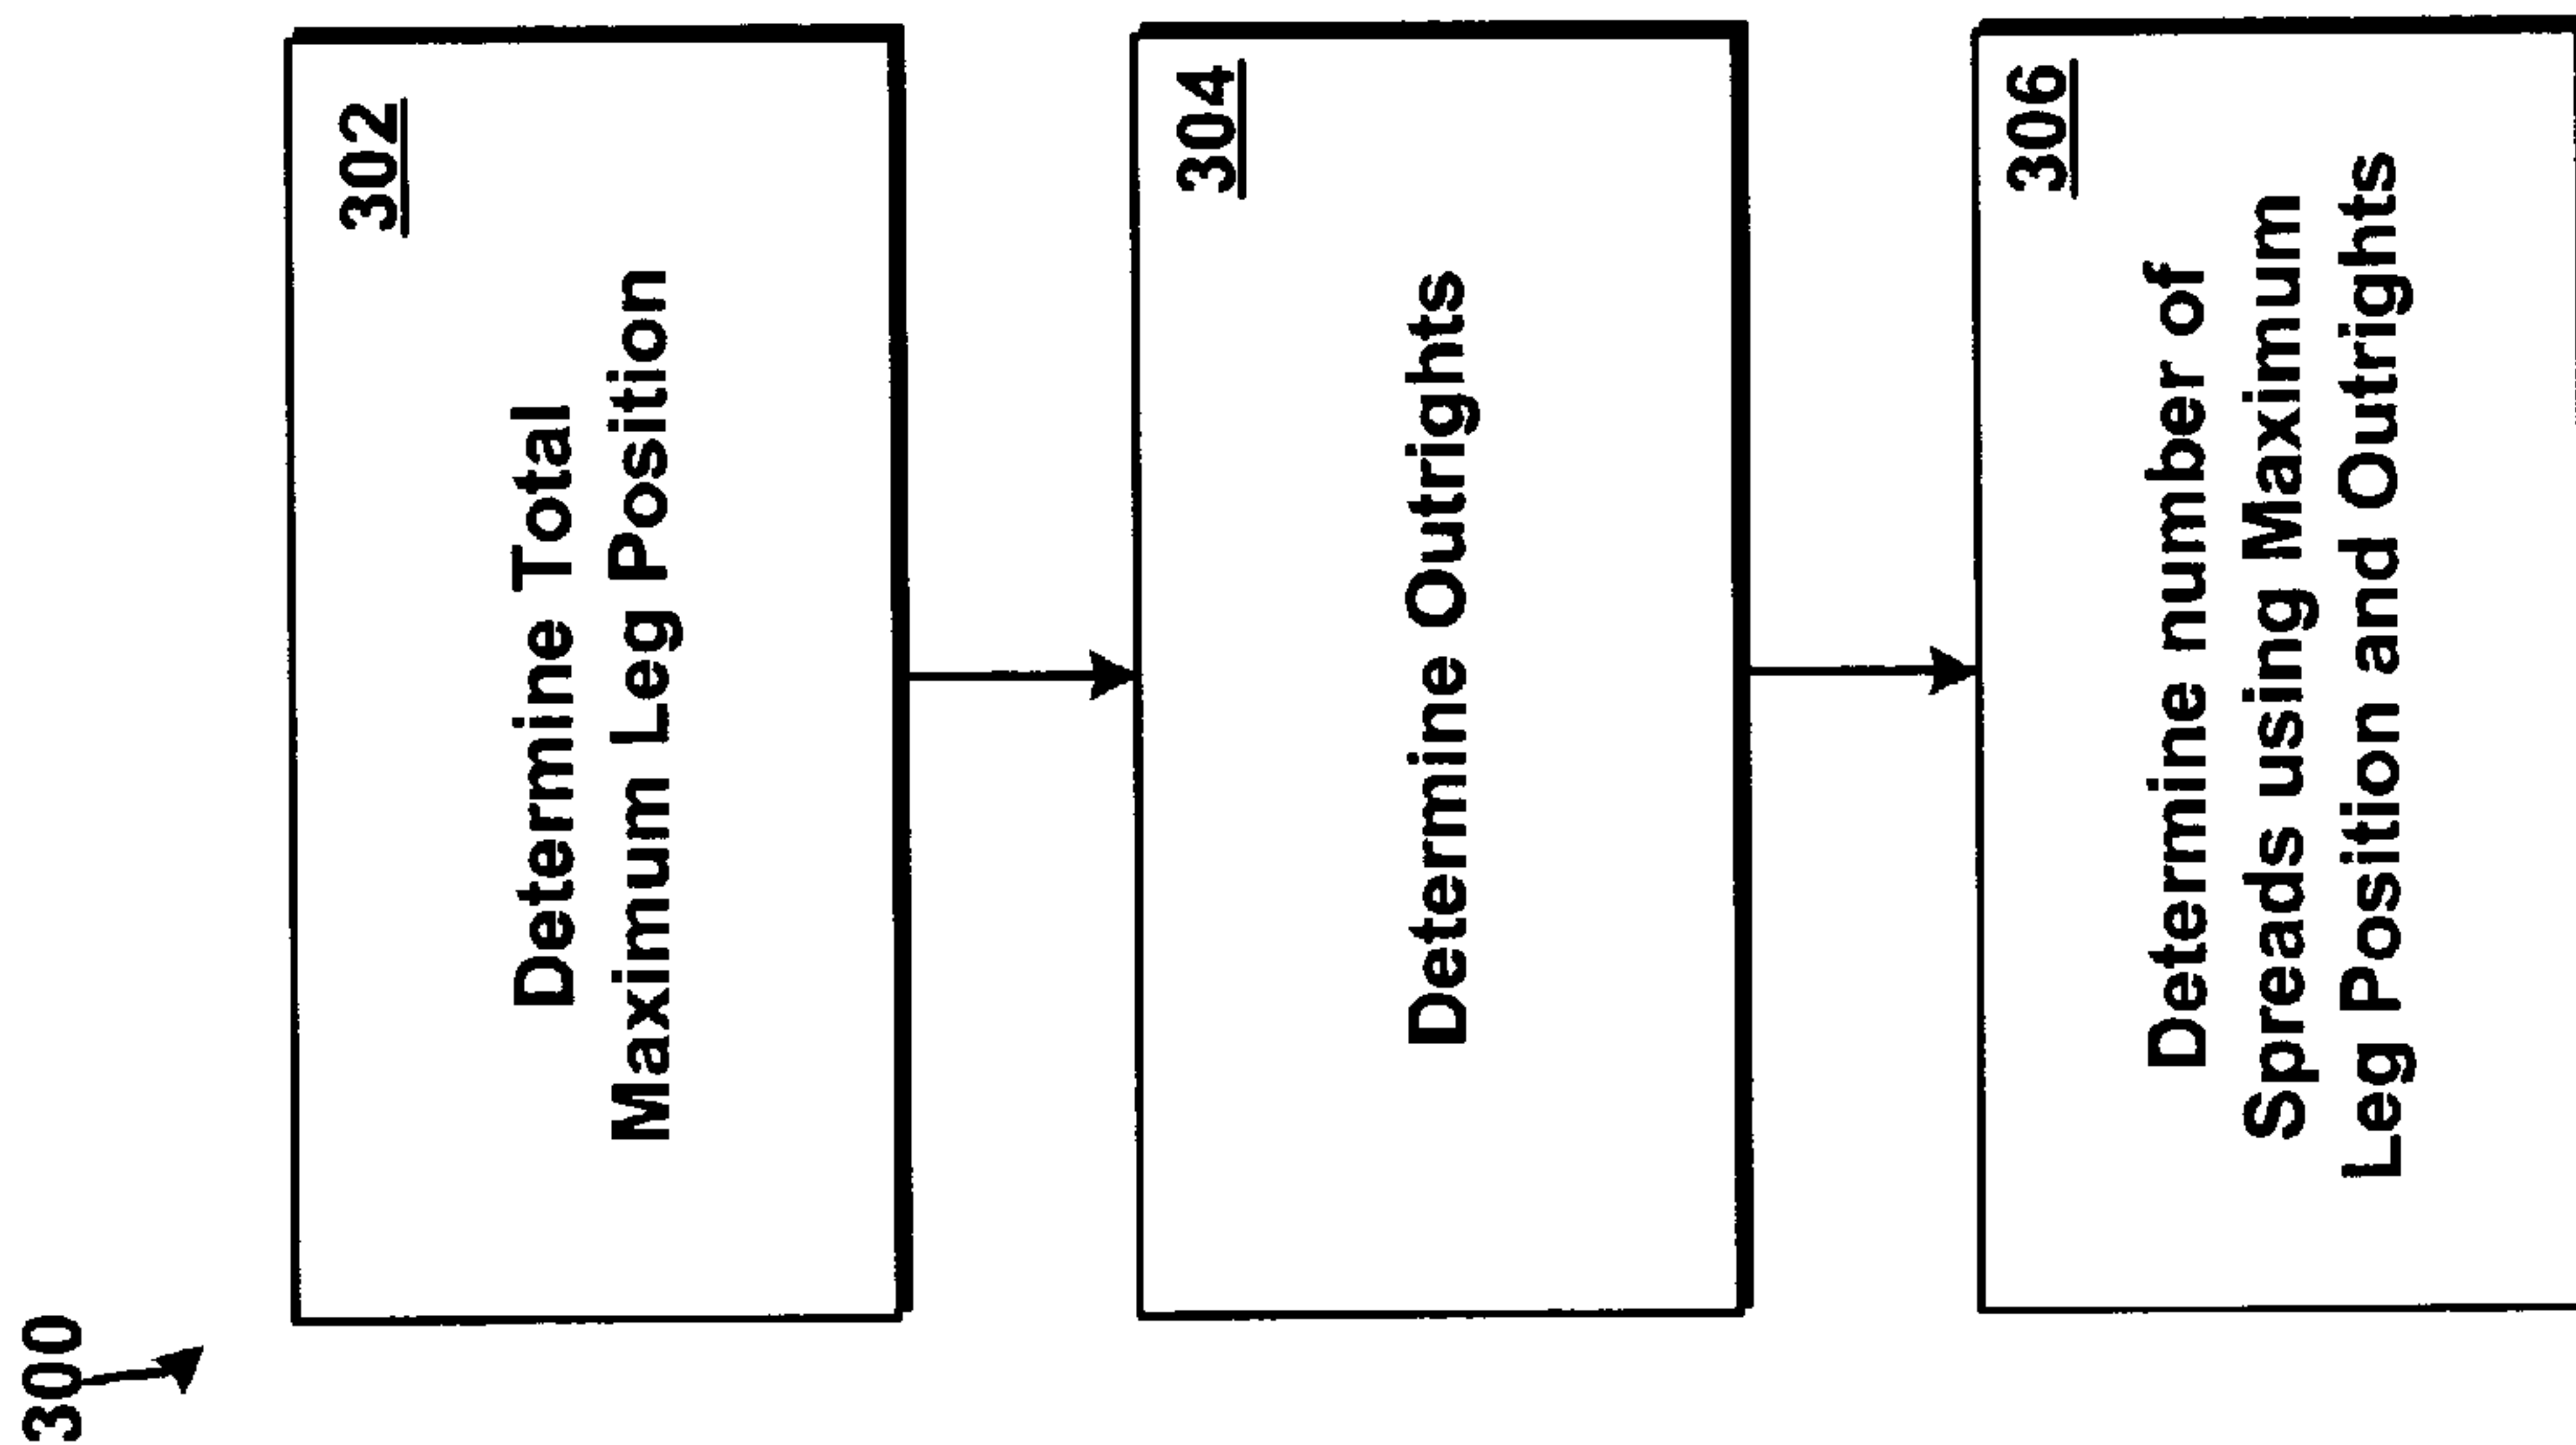 300
302
Determine Total
Maximum Leg Position
304
Determine Outrights
306
Determine number of
Spreads using Maximum
Leg Position and Outrights